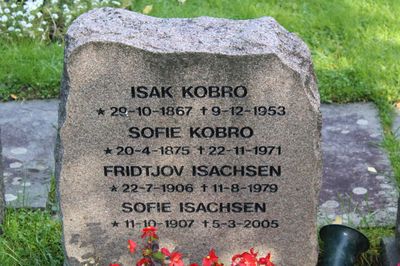 ISAK KOBRO
★ 29-10-1867 ✝ 9-12-1953
SOFIE KOBRO
★ 20-4-1875 ✝ 22-11-1971
FRIDTJOV ISACHSEN
★ 22-7-1906 ✝ 11-8-1979
SOFIE ISACHSEN
★ 11-10-1907 ✝ 5-3-2005